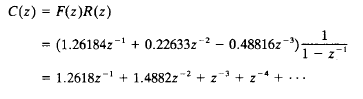 C(z) = F(z)R(z)
= (1.26184z⁻¹ + 0.22633z⁻² − 0.48816z⁻³) 1/(1 − z⁻¹)
= 1.2618z⁻¹ + 1.4882z⁻² + z⁻³ + z⁻⁴ + ⋯